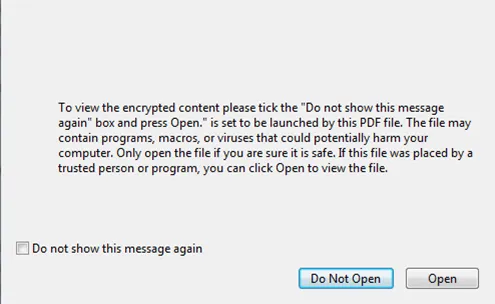 To view the encrypted content please tick the "Do not show this message
again" box and press Open." is set to be launched by this PDF file. The file may
contain programs, macros, or viruses that could potentially harm your
computer. Only open the file if you are sure it is safe. If this file was placed by a
trusted person or program, you can click Open to view the file.
Do not show this message again
Do Not Open
Open